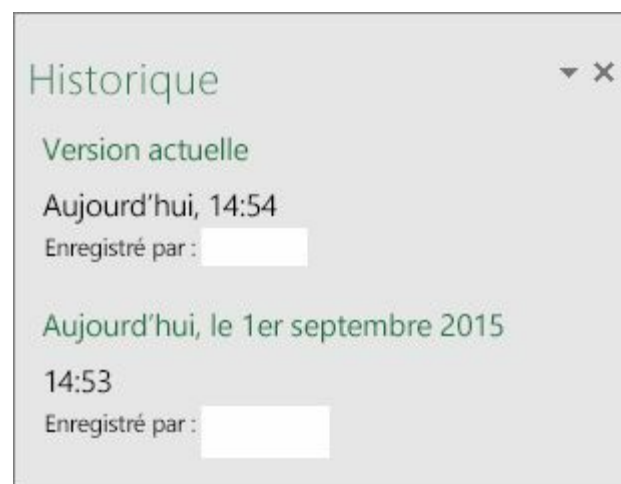 Historique
Version actuelle
Aujourd'hui, 14:54
Enregistré par :
Aujourd'hui, le 1er septembre 2015
14:53
Enregistré par :